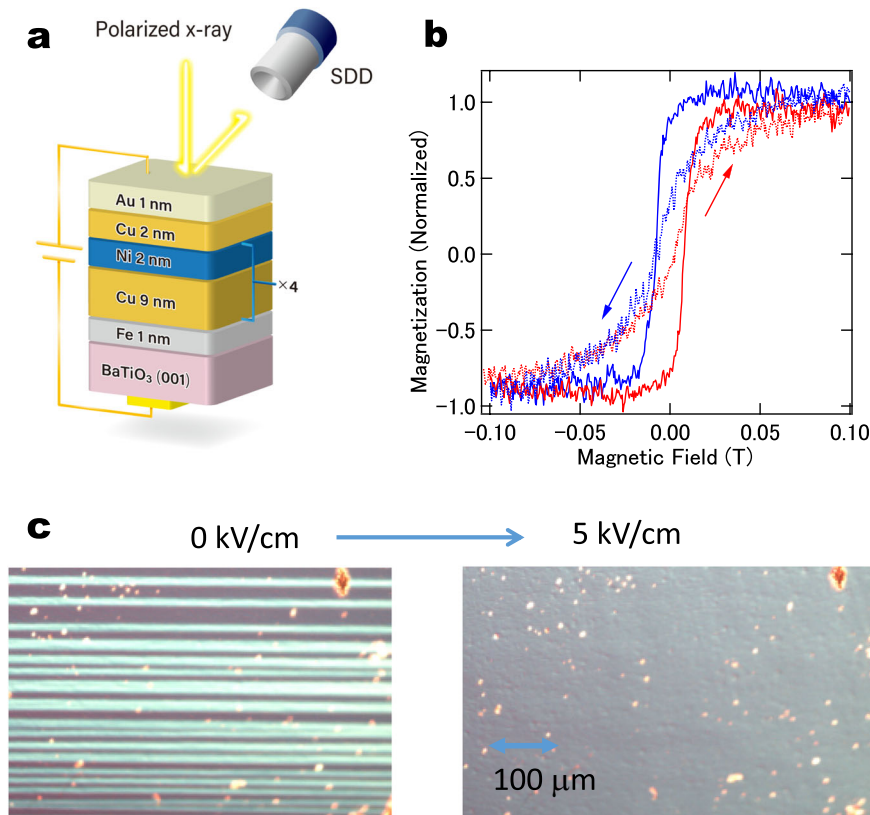 a
Polarized x-ray
SDD
Au 1 nm
Cu 2 nm
Ni 2 nm
×4
Cu 9 nm
Fe 1 nm
BaTiO₃ (001)
b
Magnetization (Normalized)
1.0
0.5
0.0
−0.5
−1.0
−0.10
−0.05
0.00
0.05
0.10
Magnetic Field (T)
c
0 kV/cm
5 kV/cm
100 μm